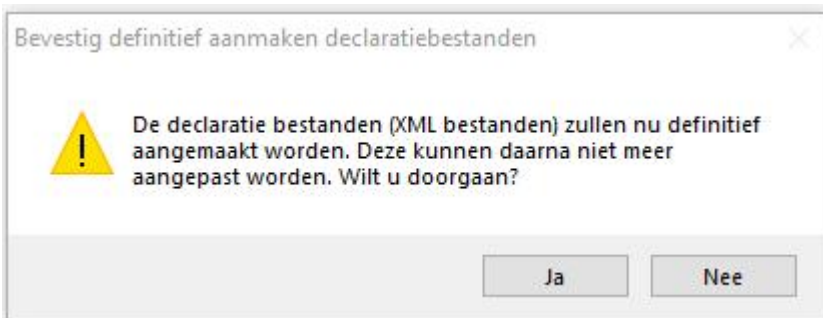 Bevestig definitief aanmaken declaratiebestanden
De declaratie bestanden (XML bestanden) zullen nu definitief
aangemaakt worden. Deze kunnen daarna niet meer
aangepast worden. Wilt u doorgaan?
Ja Nee